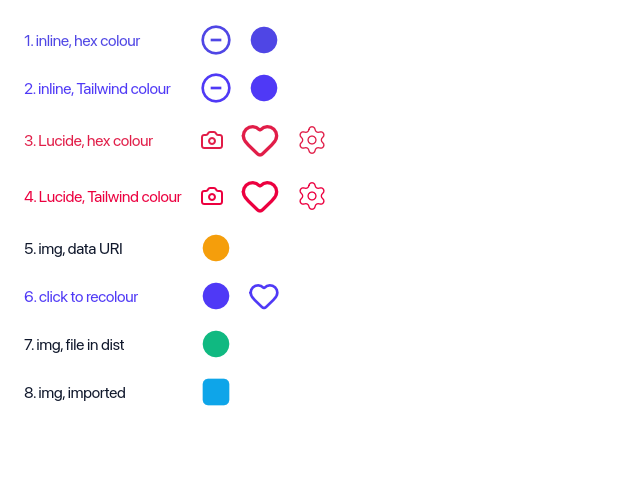 1. inline, hex colour
2. inline, Tailwind colour
3. Lucide, hex colour
4. Lucide, Tailwind colour
5. img, data URI
6. click to recolour
7. img, file in dist
8. img, imported